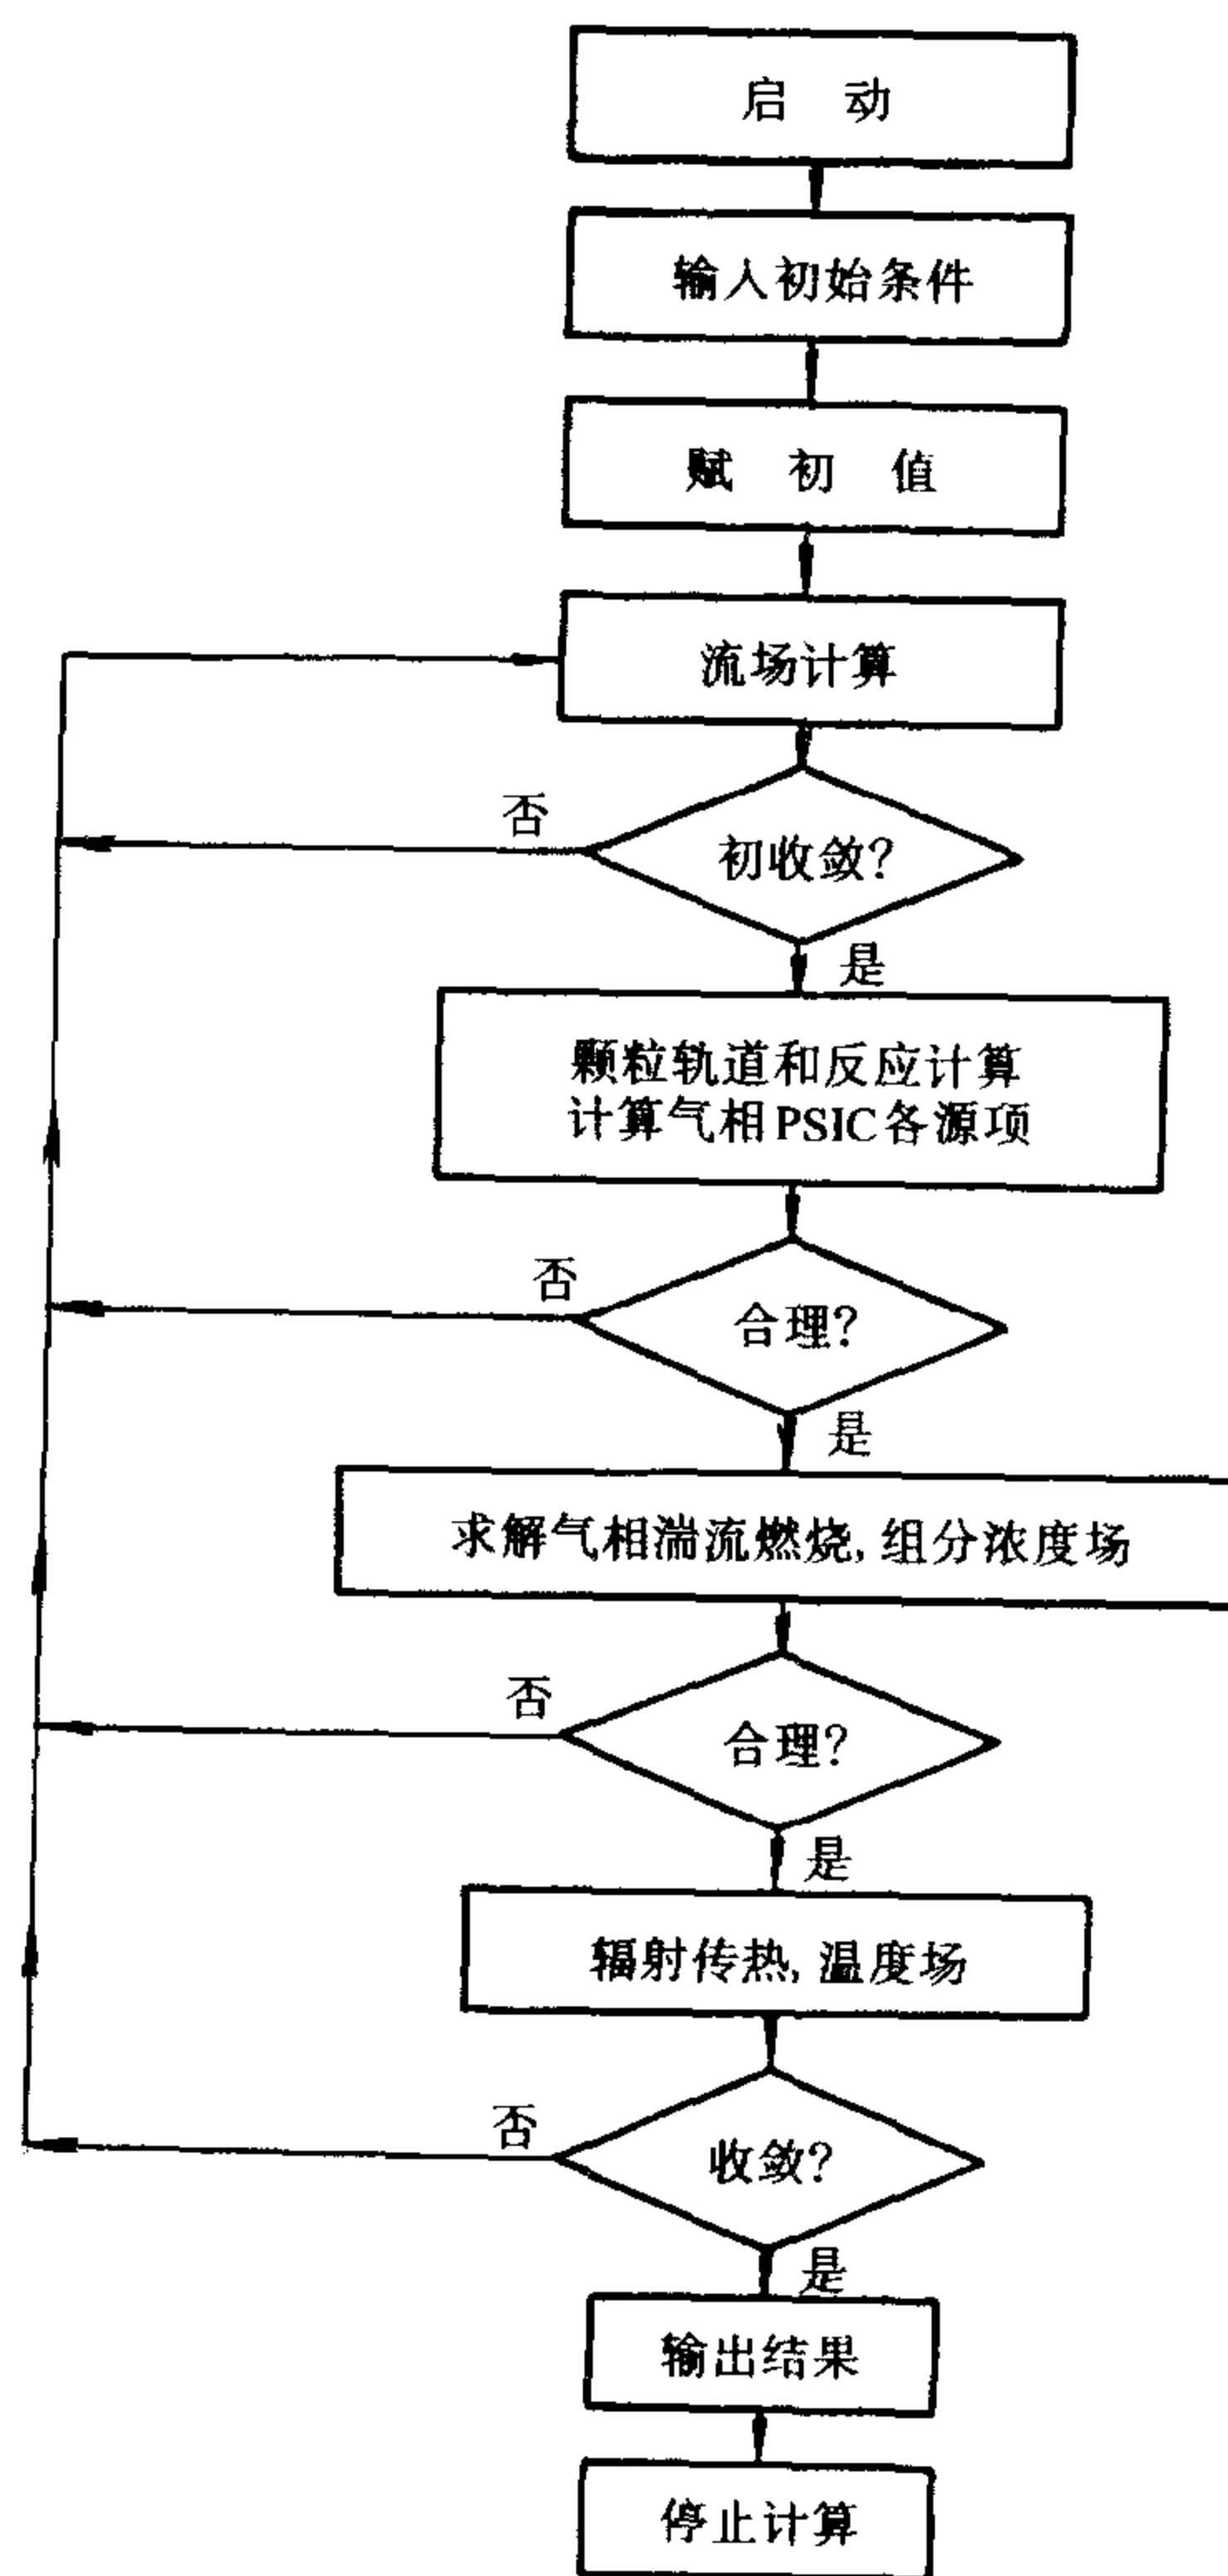 启 动
输入初始条件
赋 初 值
流场计算
否
初收敛?
是
颗粒轨道和反应计算
计算气相PSIC各源项
否
合理?
是
求解气相湍流燃烧,组分浓度场
否
合理?
是
辐射传热,温度场
否
收敛?
是
输出结果
停止计算